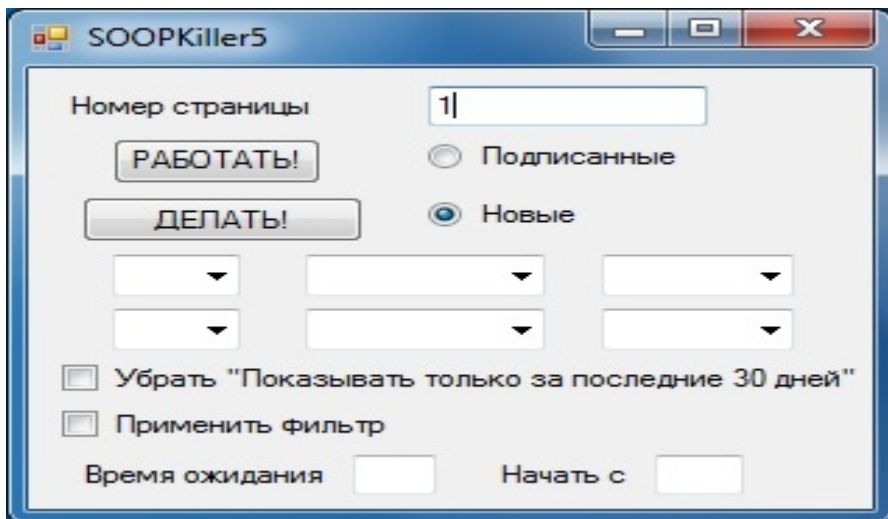 SOOPKiller5
Номер страницы 1
РАБОТАТЬ! Подписанные
ДЕЛАТЬ! Новые
Убрать "Показывать только за последние 30 дней"
Применить фильтр
Время ожидания Начать с